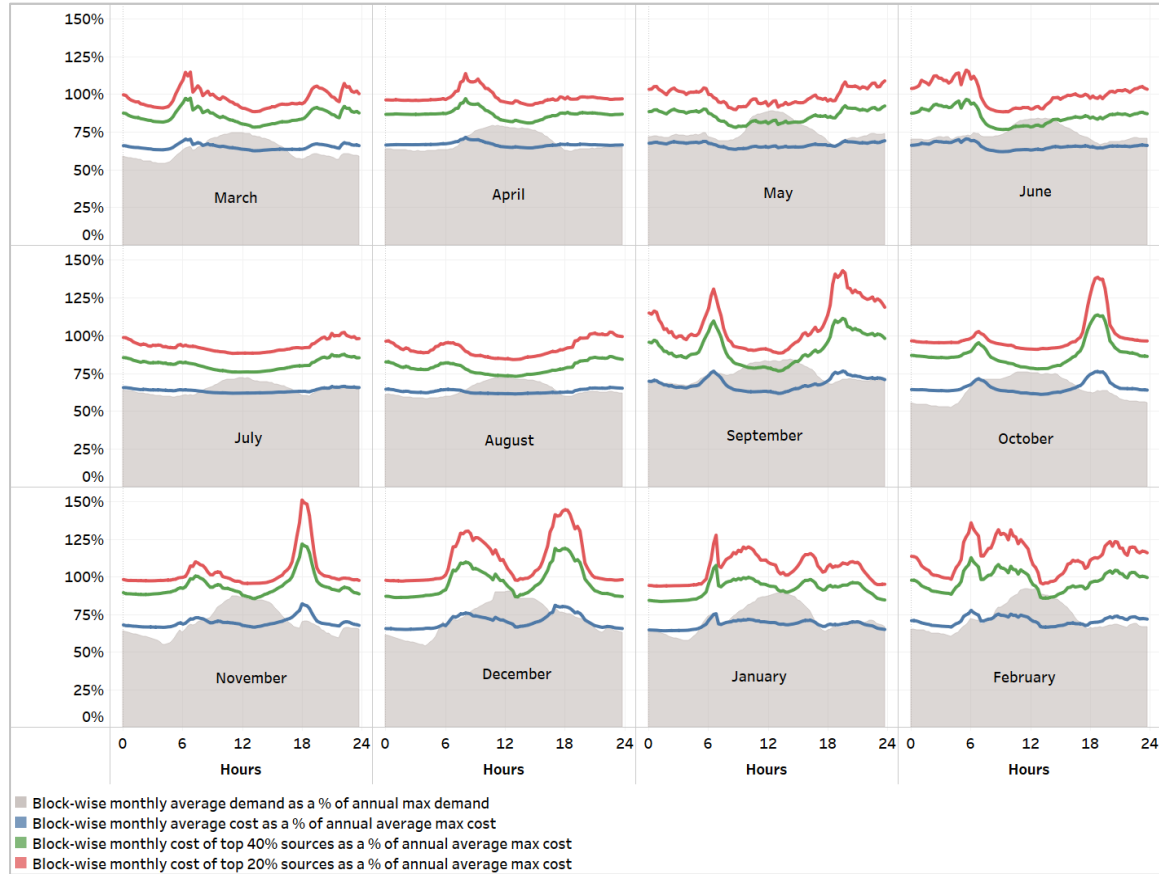 150%
125%
100%
75%
50%
25%
0%
March
April
May
June
150%
125%
100%
75%
50%
25%
0%
July
August
September
October
150%
125%
100%
75%
50%
25%
0%
November
December
January
February
0 6 12 18 24 0 6 12 18 24 0 6 12 18 24 0 6 12 18 24
Hours Hours Hours Hours
Block-wise monthly average demand as a % of annual max demand
Block-wise monthly average cost as a % of annual average max cost
Block-wise monthly cost of top 40% sources as a % of annual average max cost
Block-wise monthly cost of top 20% sources as a % of annual average max cost